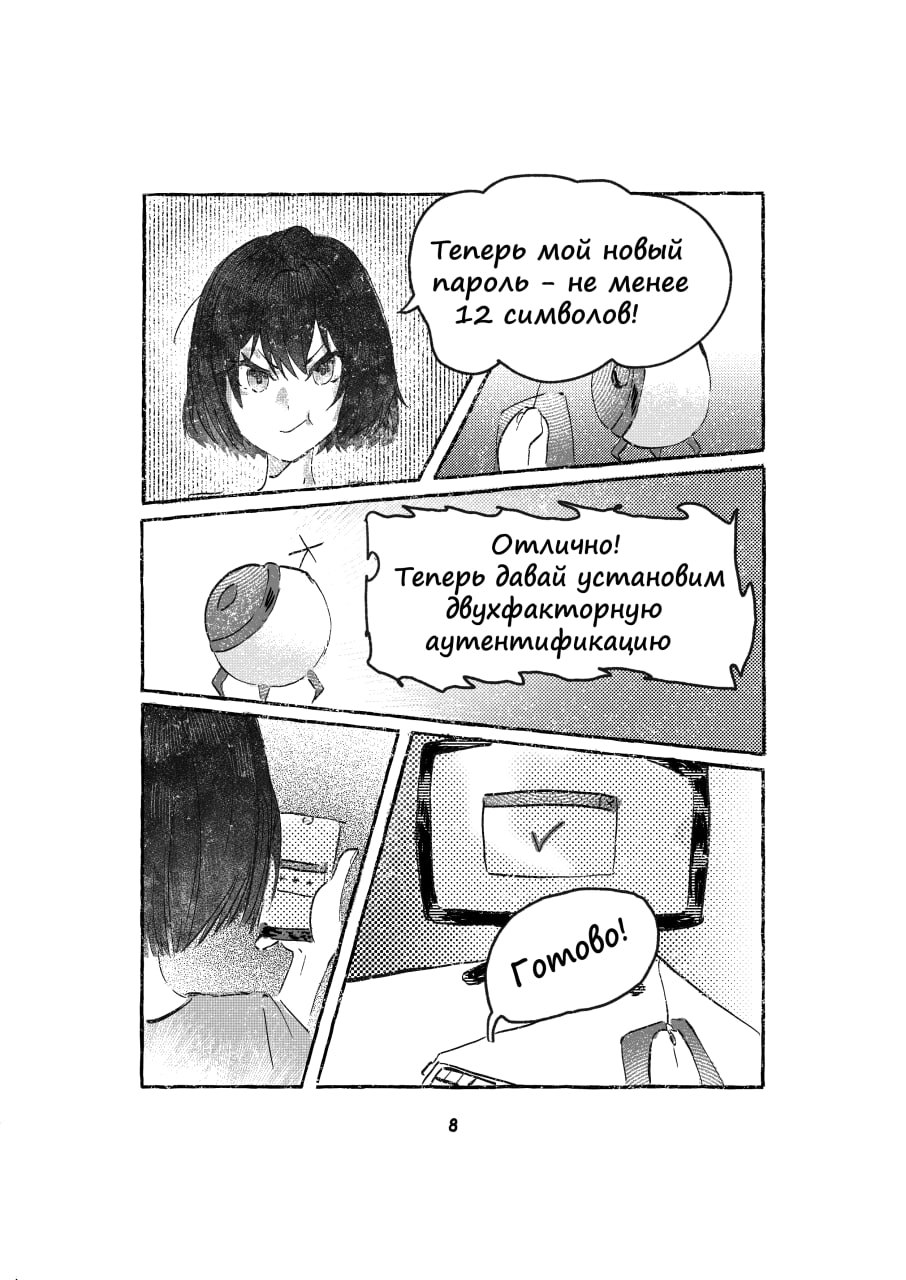 Теперь мой новый
пароль - не менее
12 символов!
Отлично!
Теперь давай установим
двухфакторную
аутентификацию
Готово!
8